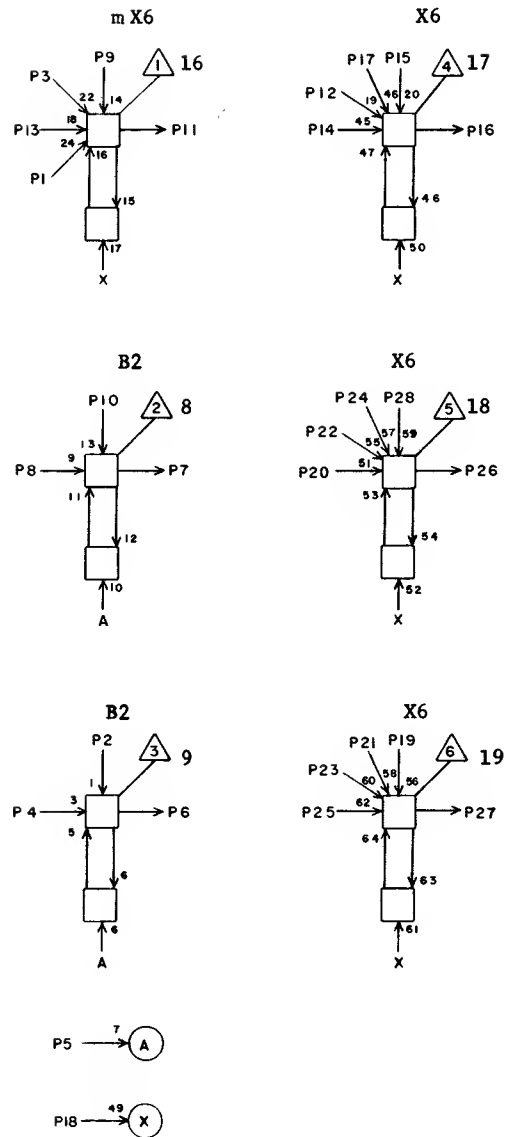 m X6
X6
P9
1
16
P3
22
14
P13
18
P11
24
16
P1
15
17
X
P17
P15
4
17
P12
19
46
20
P14
45
P16
47
46
50
X
B2
X6
P10
2
8
13
P8
9
P7
11
12
10
A
P24
P28
5
18
P22
57
59
55
P20
51
P26
53
54
52
X
B2
X6
P2
3
9
1
P4
3
P6
5
6
6
A
P21
P19
6
19
P23
58
56
60
P25
62
P27
64
63
61
X
P5
7
A
P18
49
X